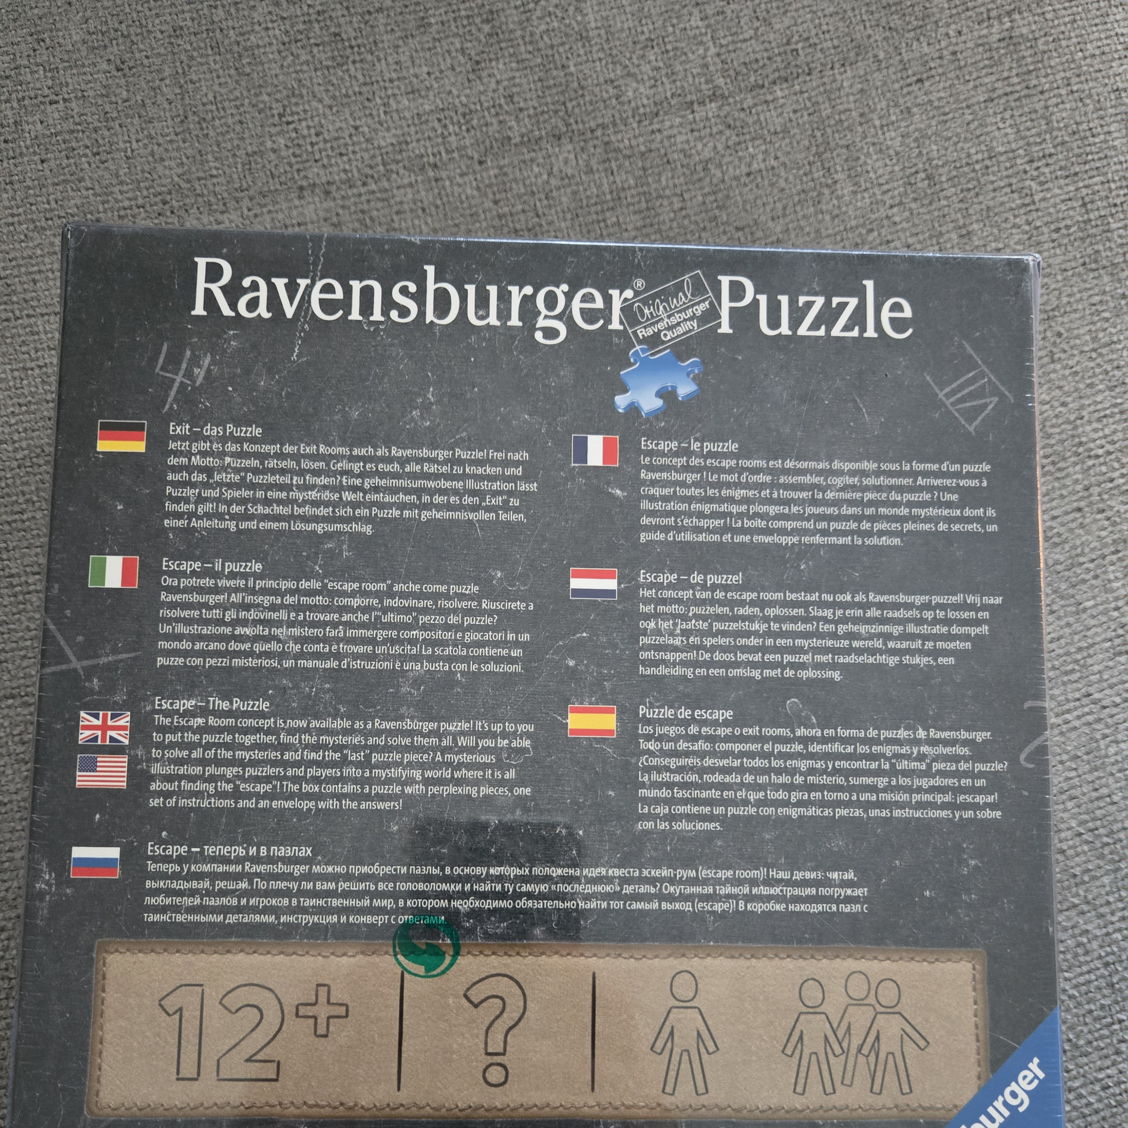 Ravensburger® Puzzle
Original
Ravensburger
Quality
Exit – das Puzzle
Jetzt gibt es das Konzept der Exit Rooms auch als Ravensburger Puzzle! Frei nach
dem Motto: Puzzeln, rätseln, lösen. Gelingt es euch, alle Rätsel zu knacken und
auch das „letzte“ Puzzleteil zu finden? Eine geheimnisumwobene Illustration lässt
Puzzler und Spieler in eine mysteriöse Welt eintauchen, in der es den „Exit“ zu
finden gilt! In der Schachtel befindet sich ein Puzzle mit geheimnisvollen Teilen,
einer Anleitung und einem Lösungsumschlag.
Escape – le puzzle
Le concept des escape rooms est désormais disponible sous la forme d'un puzzle
Ravensburger ! Le mot d'ordre : assembler, cogiter, solutionner. Arriverez-vous à
craquer toutes les énigmes et à trouver la dernière pièce du puzzle ? Une
illustration énigmatique plongera les joueurs dans un monde mystérieux dont ils
devront s'échapper ! La boîte comprend un puzzle de pièces pleines de secrets, un
guide d'utilisation et une enveloppe renfermant la solution.
Escape – il puzzle
Ora potrete vivere il principio delle "escape room" anche come puzzle
Ravensburger! All'insegna del motto: comporre, indovinare, risolvere. Riuscirete a
risolvere tutti gli indovinelli e a trovare anche l'"ultimo" pezzo del puzzle?
Un'illustrazione avvolta nel mistero farà immergere compositori e giocatori in un
mondo arcano dove quello che conta è trovare un'uscita! La scatola contiene un
puzze con pezzi misteriosi, un manuale d'istruzioni e una busta con le soluzioni.
Escape – de puzzel
Het concept van de escape room bestaat nu ook als Ravensburger-puzzel! Vrij naar
het motto: puzzelen, raden, oplossen. Slaag je erin alle raadsels op te lossen en
ook het 'laatste' puzzelstukje te vinden? Een geheimzinnige illustratie dompelt
puzzelaars en spelers onder in een mysterieuze wereld, waaruit ze moeten
ontsnappen! De doos bevat een puzzel met raadselachtige stukjes, een
handleiding en een omslag met de oplossing.
Escape – The Puzzle
The Escape Room concept is now available as a Ravensburger puzzle! It's up to you
to put the puzzle together, find the mysteries and solve them all. Will you be able
to solve all of the mysteries and find the "last" puzzle piece? A mysterious
illustration plunges puzzlers and players into a mystifying world where it is all
about finding the "escape"! The box contains a puzzle with perplexing pieces, one
set of instructions and an envelope with the answers!
Puzzle de escape
Los juegos de escape o exit rooms, ahora en forma de puzzles de Ravensburger.
Todo un desafío: componer el puzzle, identificar los enigmas y resolverlos.
¿Conseguiréis desvelar todos los enigmas y encontrar la "última" pieza del puzzle?
La ilustración, rodeada de un halo de misterio, sumerge a los jugadores en un
mundo fascinante en el que todo gira en torno a una misión principal: ¡escapar!
La caja contiene un puzzle con enigmáticas piezas, unas instrucciones y un sobre
con las soluciones.
Escape – теперь и в пазлах
Теперь у компании Ravensburger можно приобрести пазлы, в основу которых положена идея квеста эскейп-рум (escape room)! Наш девиз: читай,
выкладывай, решай. По плечу ли вам решить все головоломки и найти ту самую «последнюю» деталь? Окутанная тайной иллюстрация погружает
любителей пазлов и игроков в таинственный мир, в котором необходимо обязательно найти тот самый выход (escape)! В коробке находятся пазл с
таинственными деталями, инструкция и конверт с ответами.
12+ ?
burger